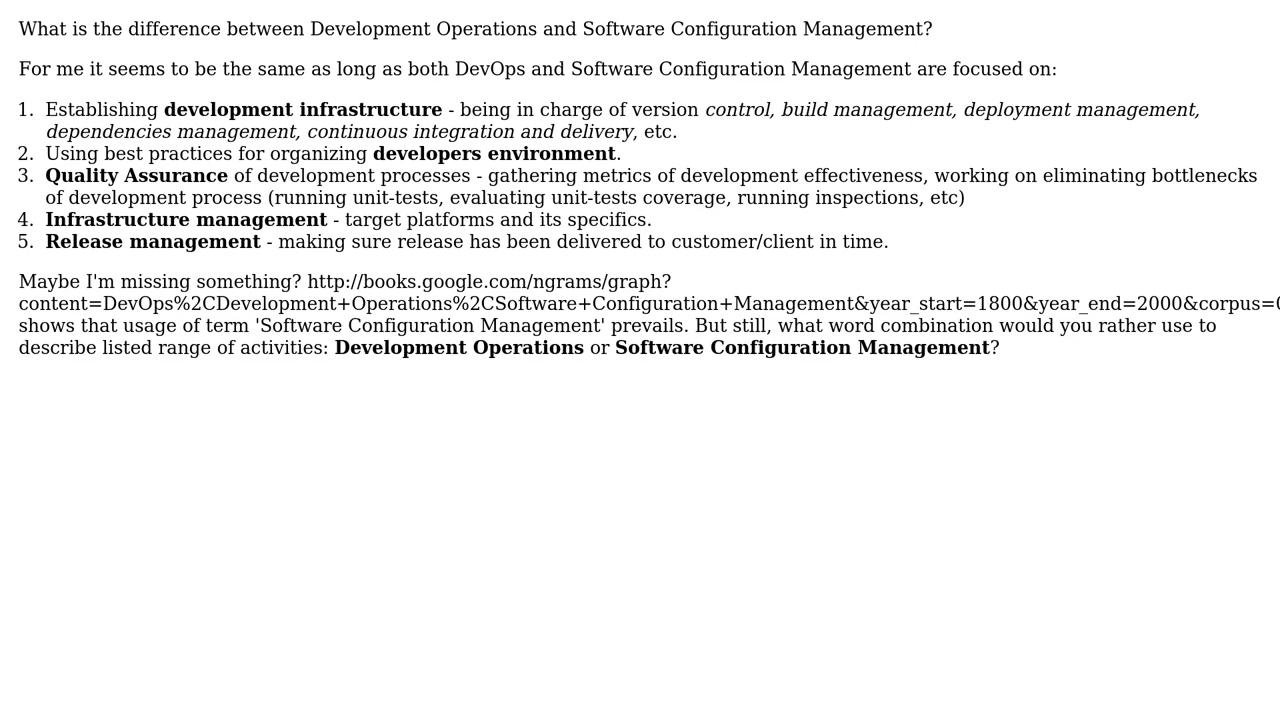 What is the difference between Development Operations and Software Configuration Management?
For me it seems to be the same as long as both DevOps and Software Configuration Management are focused on:
1. Establishing development infrastructure - being in charge of version control, build management, deployment management,
dependencies management, continuous integration and delivery, etc.
2. Using best practices for organizing developers environment.
3. Quality Assurance of development processes - gathering metrics of development effectiveness, working on eliminating bottlenecks
of development process (running unit-tests, evaluating unit-tests coverage, running inspections, etc)
4. Infrastructure management - target platforms and its specifics.
5. Release management - making sure release has been delivered to customer/client in time.
Maybe I'm missing something? http://books.google.com/ngrams/graph?
content=DevOps%2CDevelopment+Operations%2CSoftware+Configuration+Management&year_start=1800&year_end=2000&corpus=0
shows that usage of term 'Software Configuration Management' prevails. But still, what word combination would you rather use to
describe listed range of activities: Development Operations or Software Configuration Management?